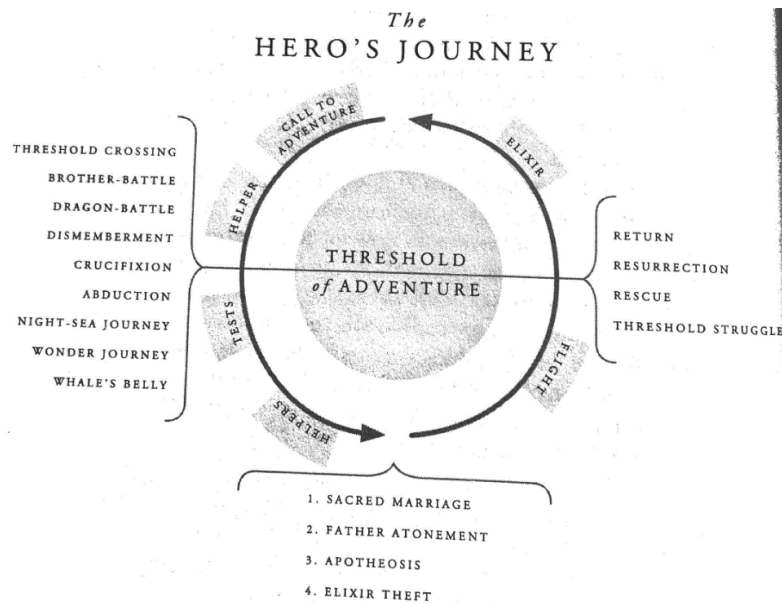 The
HERO'S JOURNEY
CALL TO
ADVENTURE
HELPER
TESTS
HELPERS
ELIXIR
FLIGHT
THRESHOLD
of ADVENTURE
THRESHOLD CROSSING
BROTHER-BATTLE
DRAGON-BATTLE
DISMEMBERMENT
CRUCIFIXION
ABDUCTION
NIGHT-SEA JOURNEY
WONDER JOURNEY
WHALE'S BELLY
RETURN
RESURRECTION
RESCUE
THRESHOLD STRUGGLE
1. SACRED MARRIAGE
2. FATHER ATONEMENT
3. APOTHEOSIS
4. ELIXIR THEFT